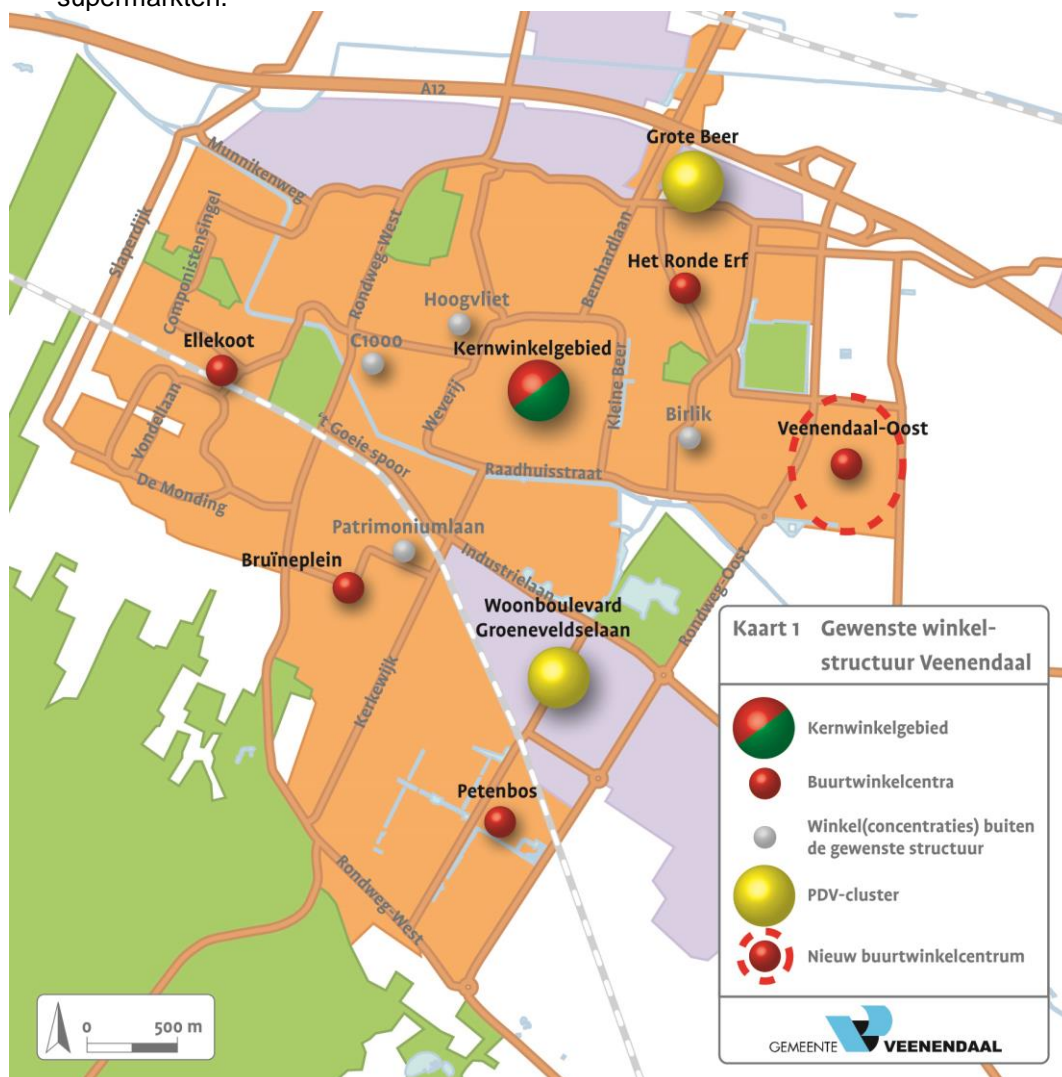 supermarkten.
A12
Grote Beer
Munnikenweg
Slaperdijk
Componistensingel
Rondweg-West
Bernhardlaan
Het Ronde Erf
Hoogvliet
C1000
Ellekoot
Kernwinkelgebied
Weverij
Kleine Beer
Birlik
Veenendaal-Oost
Vondellaan
't Goeie spoor
Raadhuisstraat
De Monding
Patrimoniumlaan
Bruïneplein
Industrielaan
Rondweg-Oost
Woonboulevard
Groeneveldselaan
Kerkewijk
Petenbos
Rondweg-West
Kaart 1 Gewenste winkel-
structuur Veenendaal
Kernwinkelgebied
Buurtwinkelcentra
Winkel(concentraties) buiten
de gewenste structuur
PDV-cluster
Nieuw buurtwinkelcentrum
0 500 m
GEMEENTE VEENENDAAL